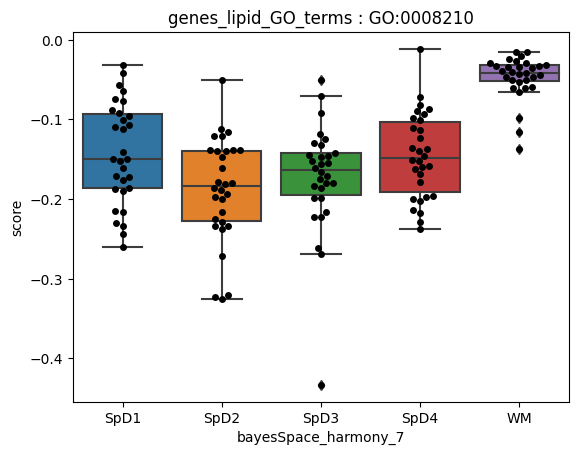 genes_lipid_GO_terms : GO:0008210
0.0
−0.1
−0.2
−0.3
−0.4
score
SpD1 SpD2 SpD3 SpD4 WM
bayesSpace_harmony_7